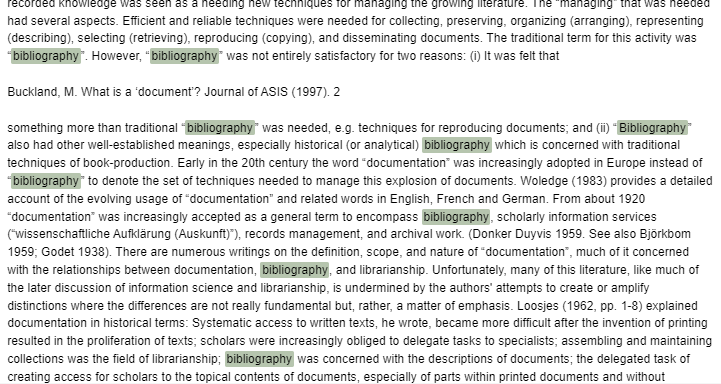 recorded knowledge was seen as a needing new techniques for managing the growing literature. The “managing” that was needed
had several aspects. Efficient and reliable techniques were needed for collecting, preserving, organizing (arranging), representing
(describing), selecting (retrieving), reproducing (copying), and disseminating documents. The traditional term for this activity was
“bibliography”. However, “bibliography” was not entirely satisfactory for two reasons: (i) It was felt that
Buckland, M. What is a ‘document’? Journal of ASIS (1997). 2
something more than traditional “bibliography” was needed, e.g. techniques for reproducing documents; and (ii) “Bibliography”
also had other well-established meanings, especially historical (or analytical) bibliography which is concerned with traditional
techniques of book-production. Early in the 20th century the word “documentation” was increasingly adopted in Europe instead of
“bibliography” to denote the set of techniques needed to manage this explosion of documents. Woledge (1983) provides a detailed
account of the evolving usage of “documentation” and related words in English, French and German. From about 1920
“documentation” was increasingly accepted as a general term to encompass bibliography, scholarly information services
(“wissenschaftliche Aufklärung (Auskunft)”), records management, and archival work. (Donker Duyvis 1959. See also Björkbom
1959; Godet 1938). There are numerous writings on the definition, scope, and nature of “documentation”, much of it concerned
with the relationships between documentation, bibliography, and librarianship. Unfortunately, many of this literature, like much of
the later discussion of information science and librarianship, is undermined by the authors' attempts to create or amplify
distinctions where the differences are not really fundamental but, rather, a matter of emphasis. Loosjes (1962, pp. 1-8) explained
documentation in historical terms: Systematic access to written texts, he wrote, became more difficult after the invention of printing
resulted in the proliferation of texts; scholars were increasingly obliged to delegate tasks to specialists; assembling and maintaining
collections was the field of librarianship; bibliography was concerned with the descriptions of documents; the delegated task of
creating access for scholars to the topical contents of documents, especially of parts within printed documents and without